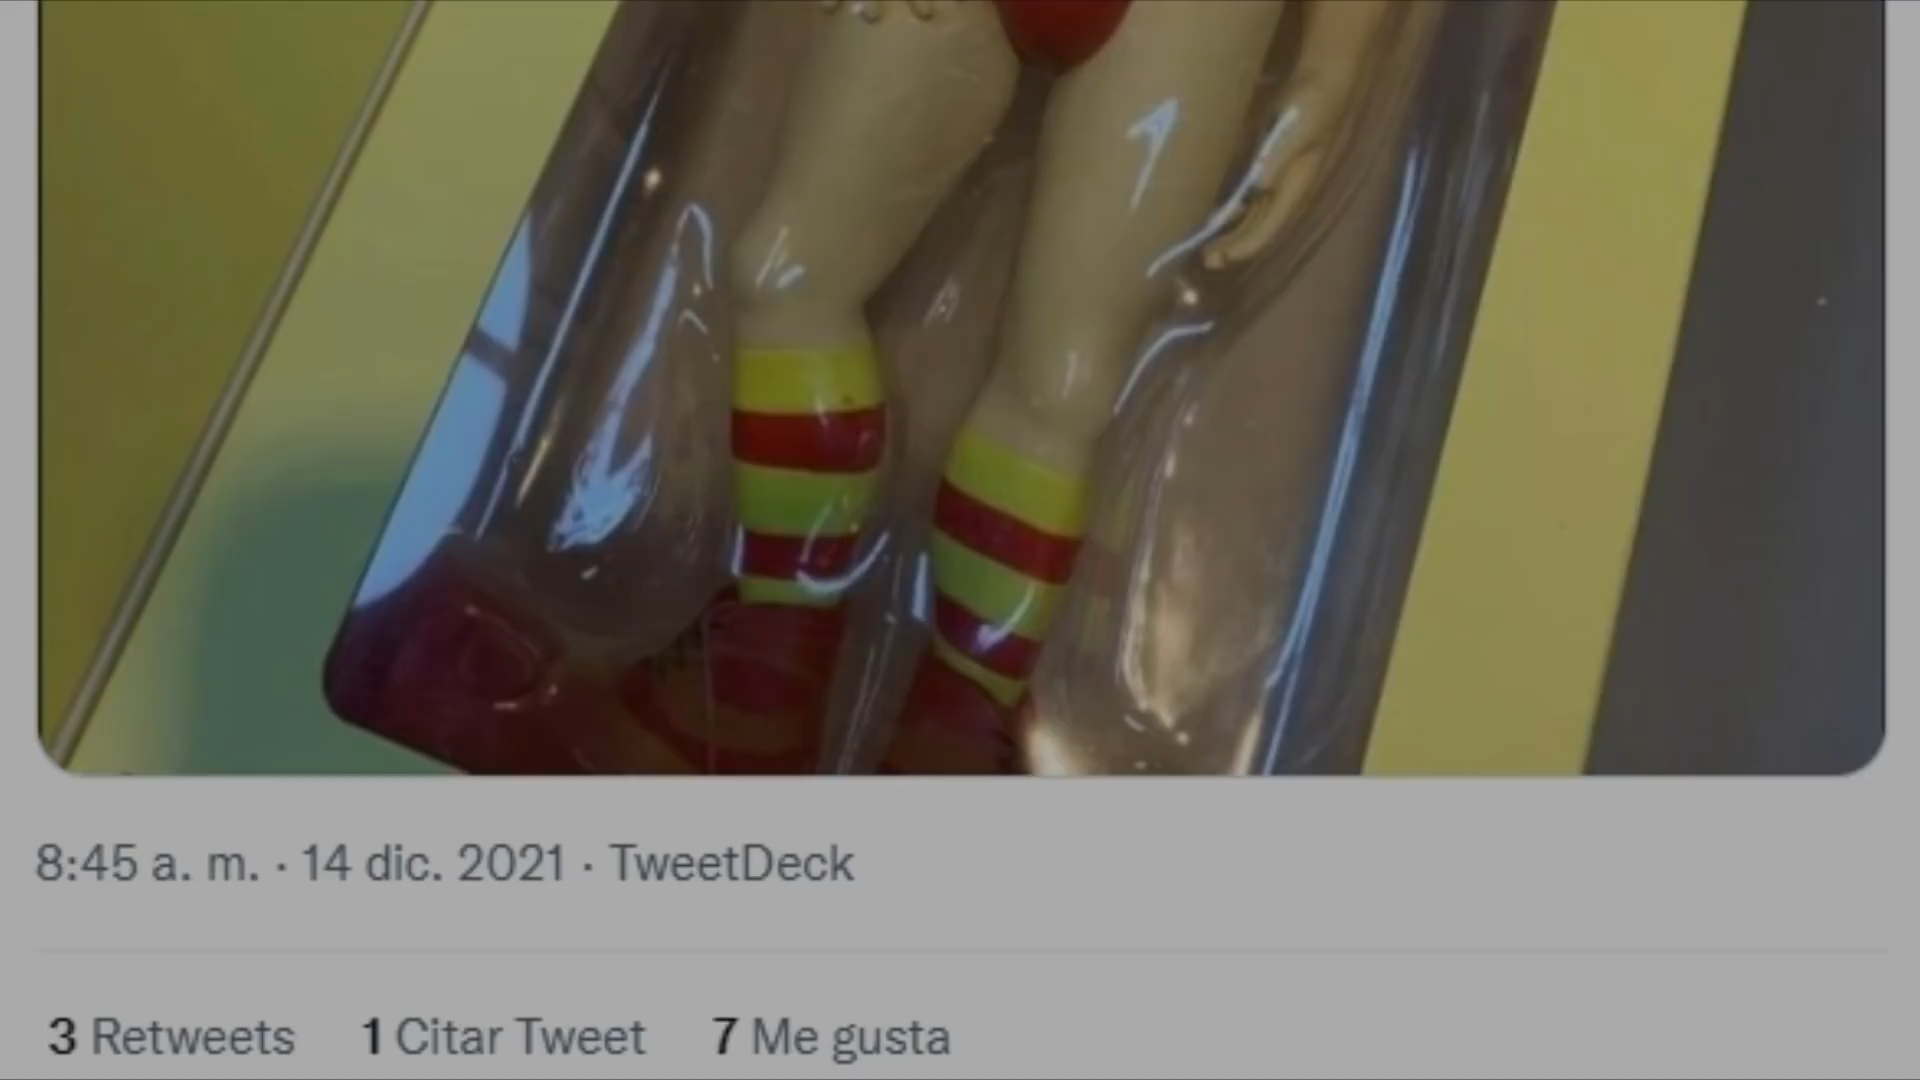 8:45 a. m. · 14 dic. 2021 · TweetDeck
3 Retweets 1 Citar Tweet 7 Me gusta